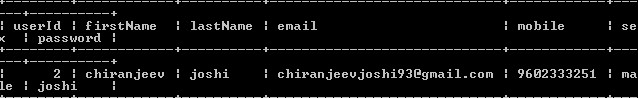 | userId | firstName | lastName | email | mobile | se
x | password |
| 2 | chiranjeev | joshi | chiranjeevjoshi93@gmail.com | 9602333251 | ma
le | joshi |